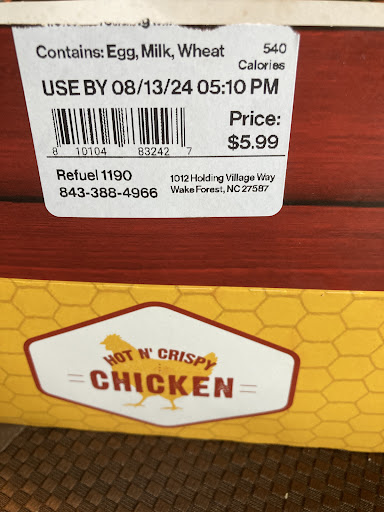 Contains: Egg, Milk, Wheat
540
Calories
USE BY 08/13/24 05:10 PM
Price:
$5.99
8 10104 83242 7
Refuel 1190
843-388-4966
1012 Holding Village Way
Wake Forest, NC 27587
HOT N' CRISPY
CHICKEN